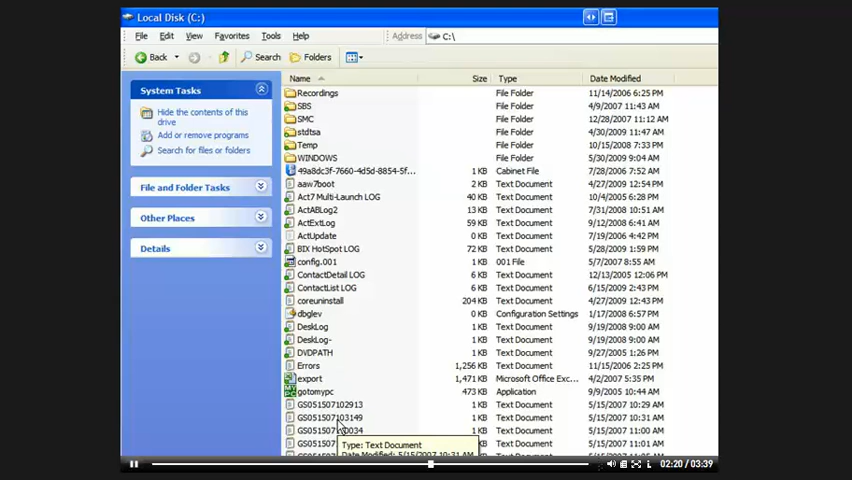 Local Disk (C:)
File Edit View Favorites Tools Help Address C:\
Back Search Folders
System Tasks
Hide the contents of this drive
Add or remove programs
Search for files or folders
File and Folder Tasks
Other Places
Details
Name Size Type Date Modified
Recordings File Folder 11/14/2006 6:25 PM
SBS File Folder 4/9/2007 11:43 AM
SMC File Folder 12/28/2007 11:12 AM
stdtsa File Folder 4/30/2009 11:47 AM
Temp File Folder 10/15/2008 7:33 PM
WINDOWS File Folder 5/30/2009 9:04 AM
49a8dc3f-7660-4d5d-8854-5f... 1 KB Cabinet File 7/28/2006 7:52 AM
aaw7boot 2 KB Text Document 4/27/2009 12:54 PM
Act7 Multi-Launch LOG 40 KB Text Document 10/4/2005 6:28 PM
ActABLog2 13 KB Text Document 7/31/2008 10:51 AM
ActExtLog 59 KB Text Document 9/12/2008 6:41 AM
ActUpdate 0 KB Text Document 7/19/2006 4:42 PM
BIX HotSpot LOG 72 KB Text Document 5/28/2009 1:59 PM
config.001 1 KB 001 File 5/7/2007 8:55 AM
ContactDetail LOG 1 KB Text Document 12/13/2005 12:06 PM
ContactList LOG 1 KB Text Document 6/15/2009 2:43 PM
coreuninstall 204 KB Text Document 4/27/2009 12:43 PM
dbglev 0 KB Configuration Settings 1/17/2008 6:57 PM
DeskLog 1 KB Text Document 9/19/2008 9:00 AM
DeskLog- 1 KB Text Document 9/19/2008 9:00 AM
DVDPATH 1 KB Text Document 9/27/2005 1:26 PM
Errors 1,256 KB Text Document 11/15/2006 2:25 PM
export 1,471 KB Microsoft Office Exc... 4/2/2007 5:35 PM
gotomypc 473 KB Application 9/9/2005 10:44 AM
GS051507102913 1 KB Text Document 5/15/2007 10:29 AM
GS051507103149 1 KB Text Document 5/15/2007 10:31 AM
1 KB Text Document 5/15/2007 11:00 AM
5/15/2007 11:01 AM
Type: Text Document
Date Modified: 5/15/2007 10:31 AM
02:20 / 03:39